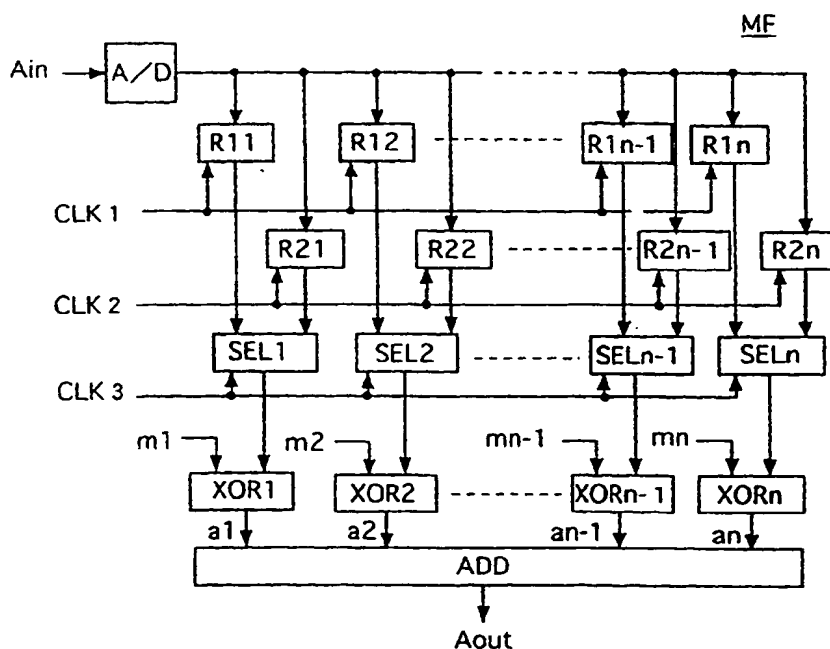 MF
Ain
A/D
R11 R12 R1n-1 R1n
CLK 1
R21 R22 R2n-1 R2n
CLK 2
SEL1 SEL2 SELn-1 SELn
CLK 3
m1 m2 mn-1 mn
XOR1 XOR2 XORn-1 XORn
a1 a2 an-1 an
ADD
Aout